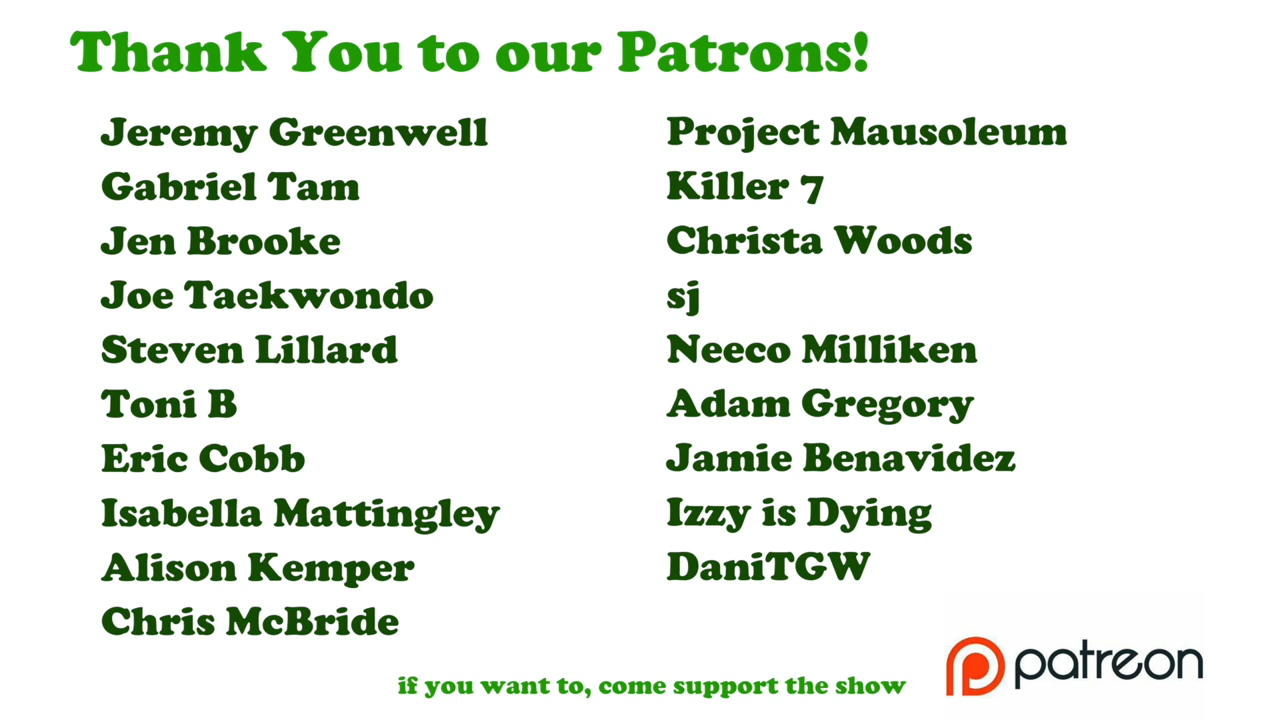 Thank You to our Patrons!
Jeremy Greenwell
Gabriel Tam
Jen Brooke
Joe Taekwondo
Steven Lillard
Toni B
Eric Cobb
Isabella Mattingley
Alison Kemper
Chris McBride
Project Mausoleum
Killer 7
Christa Woods
sj
Neeco Milliken
Adam Gregory
Jamie Benavidez
Izzy is Dying
DaniTGW
if you want to, come support the show
patreon